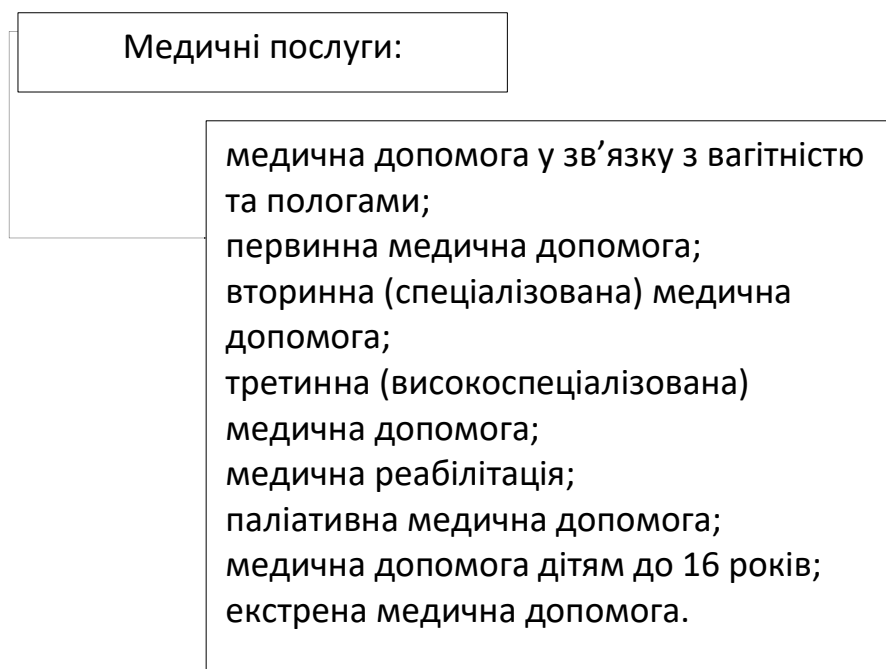 Медичні послуги:
медична допомога у зв’язку з вагітністю
та пологами;
первинна медична допомога;
вторинна (спеціалізована) медична
допомога;
третинна (високоспеціалізована)
медична допомога;
медична реабілітація;
паліативна медична допомога;
медична допомога дітям до 16 років;
екстрена медична допомога.